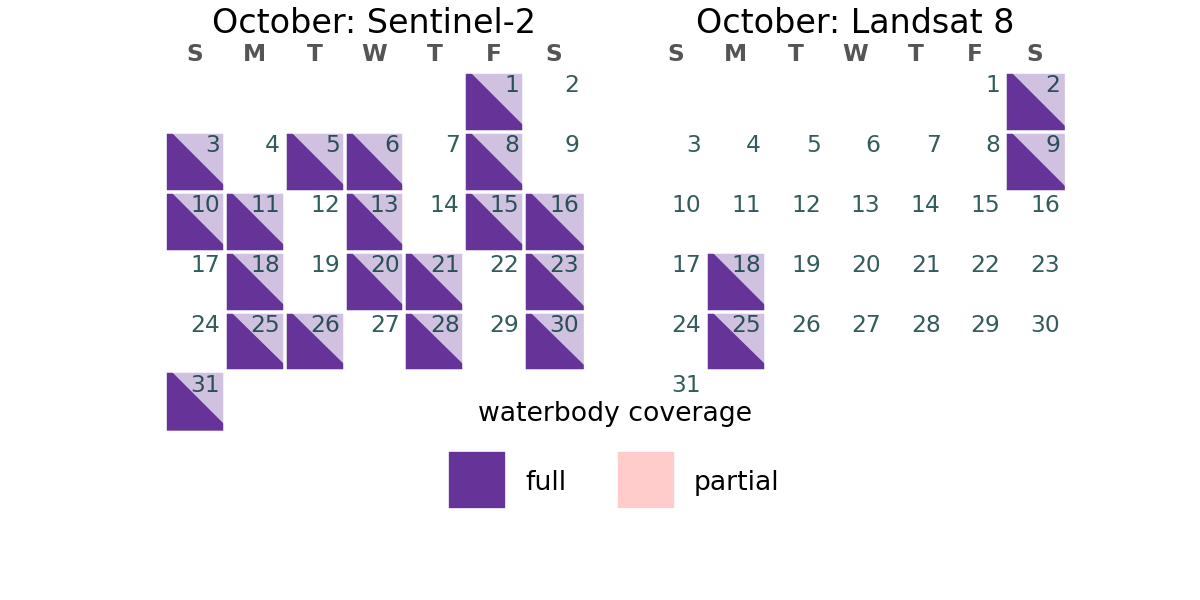 October: Sentinel-2
S M T W T F S
1 2
3 4 5 6 7 8 9
10 11 12 13 14 15 16
17 18 19 20 21 22 23
24 25 26 27 28 29 30
31
October: Landsat 8
S M T W T F S
1 2
3 4 5 6 7 8 9
10 11 12 13 14 15 16
17 18 19 20 21 22 23
24 25 26 27 28 29 30
31
waterbody coverage
full partial